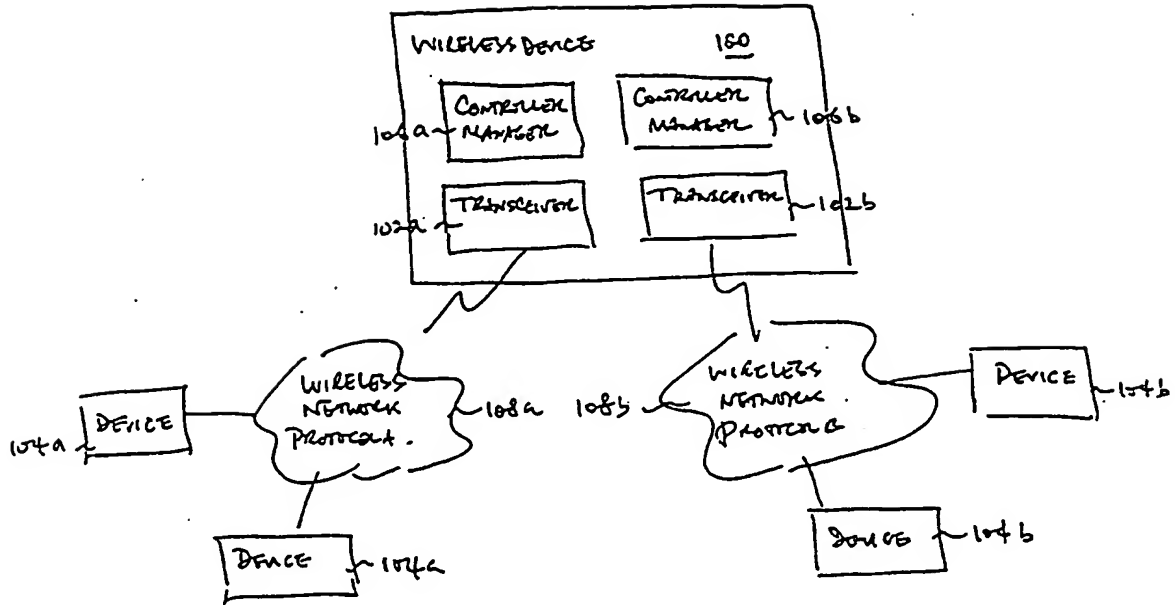 WIRELESS DEVICE 100
CONTROLLER
MANAGER
106a
CONTROLLER
MANAGER
106b
TRANSCEIVER
102a
TRANSCEIVER
102b
WIRELESS
NETWORK
PROTOCOL A.
108a
108b
WIRELESS
NETWORK
PROTOCOL
DEVICE
104b
DEVICE
104a
DEVICE
104a
DEVICE
104b